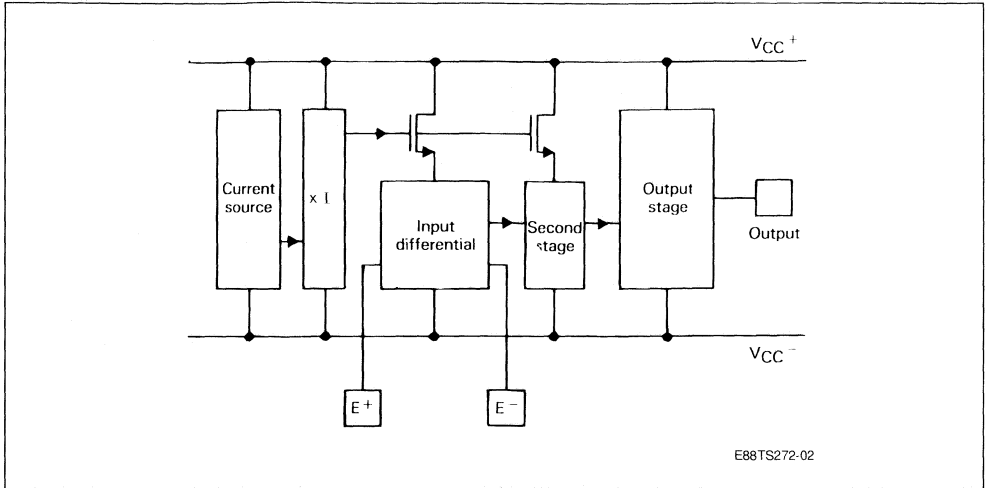 VCC+
Current
source
x I
Input
differential
Second
stage
Output
stage
Output
VCC−
E+
E−
E88TS272-02